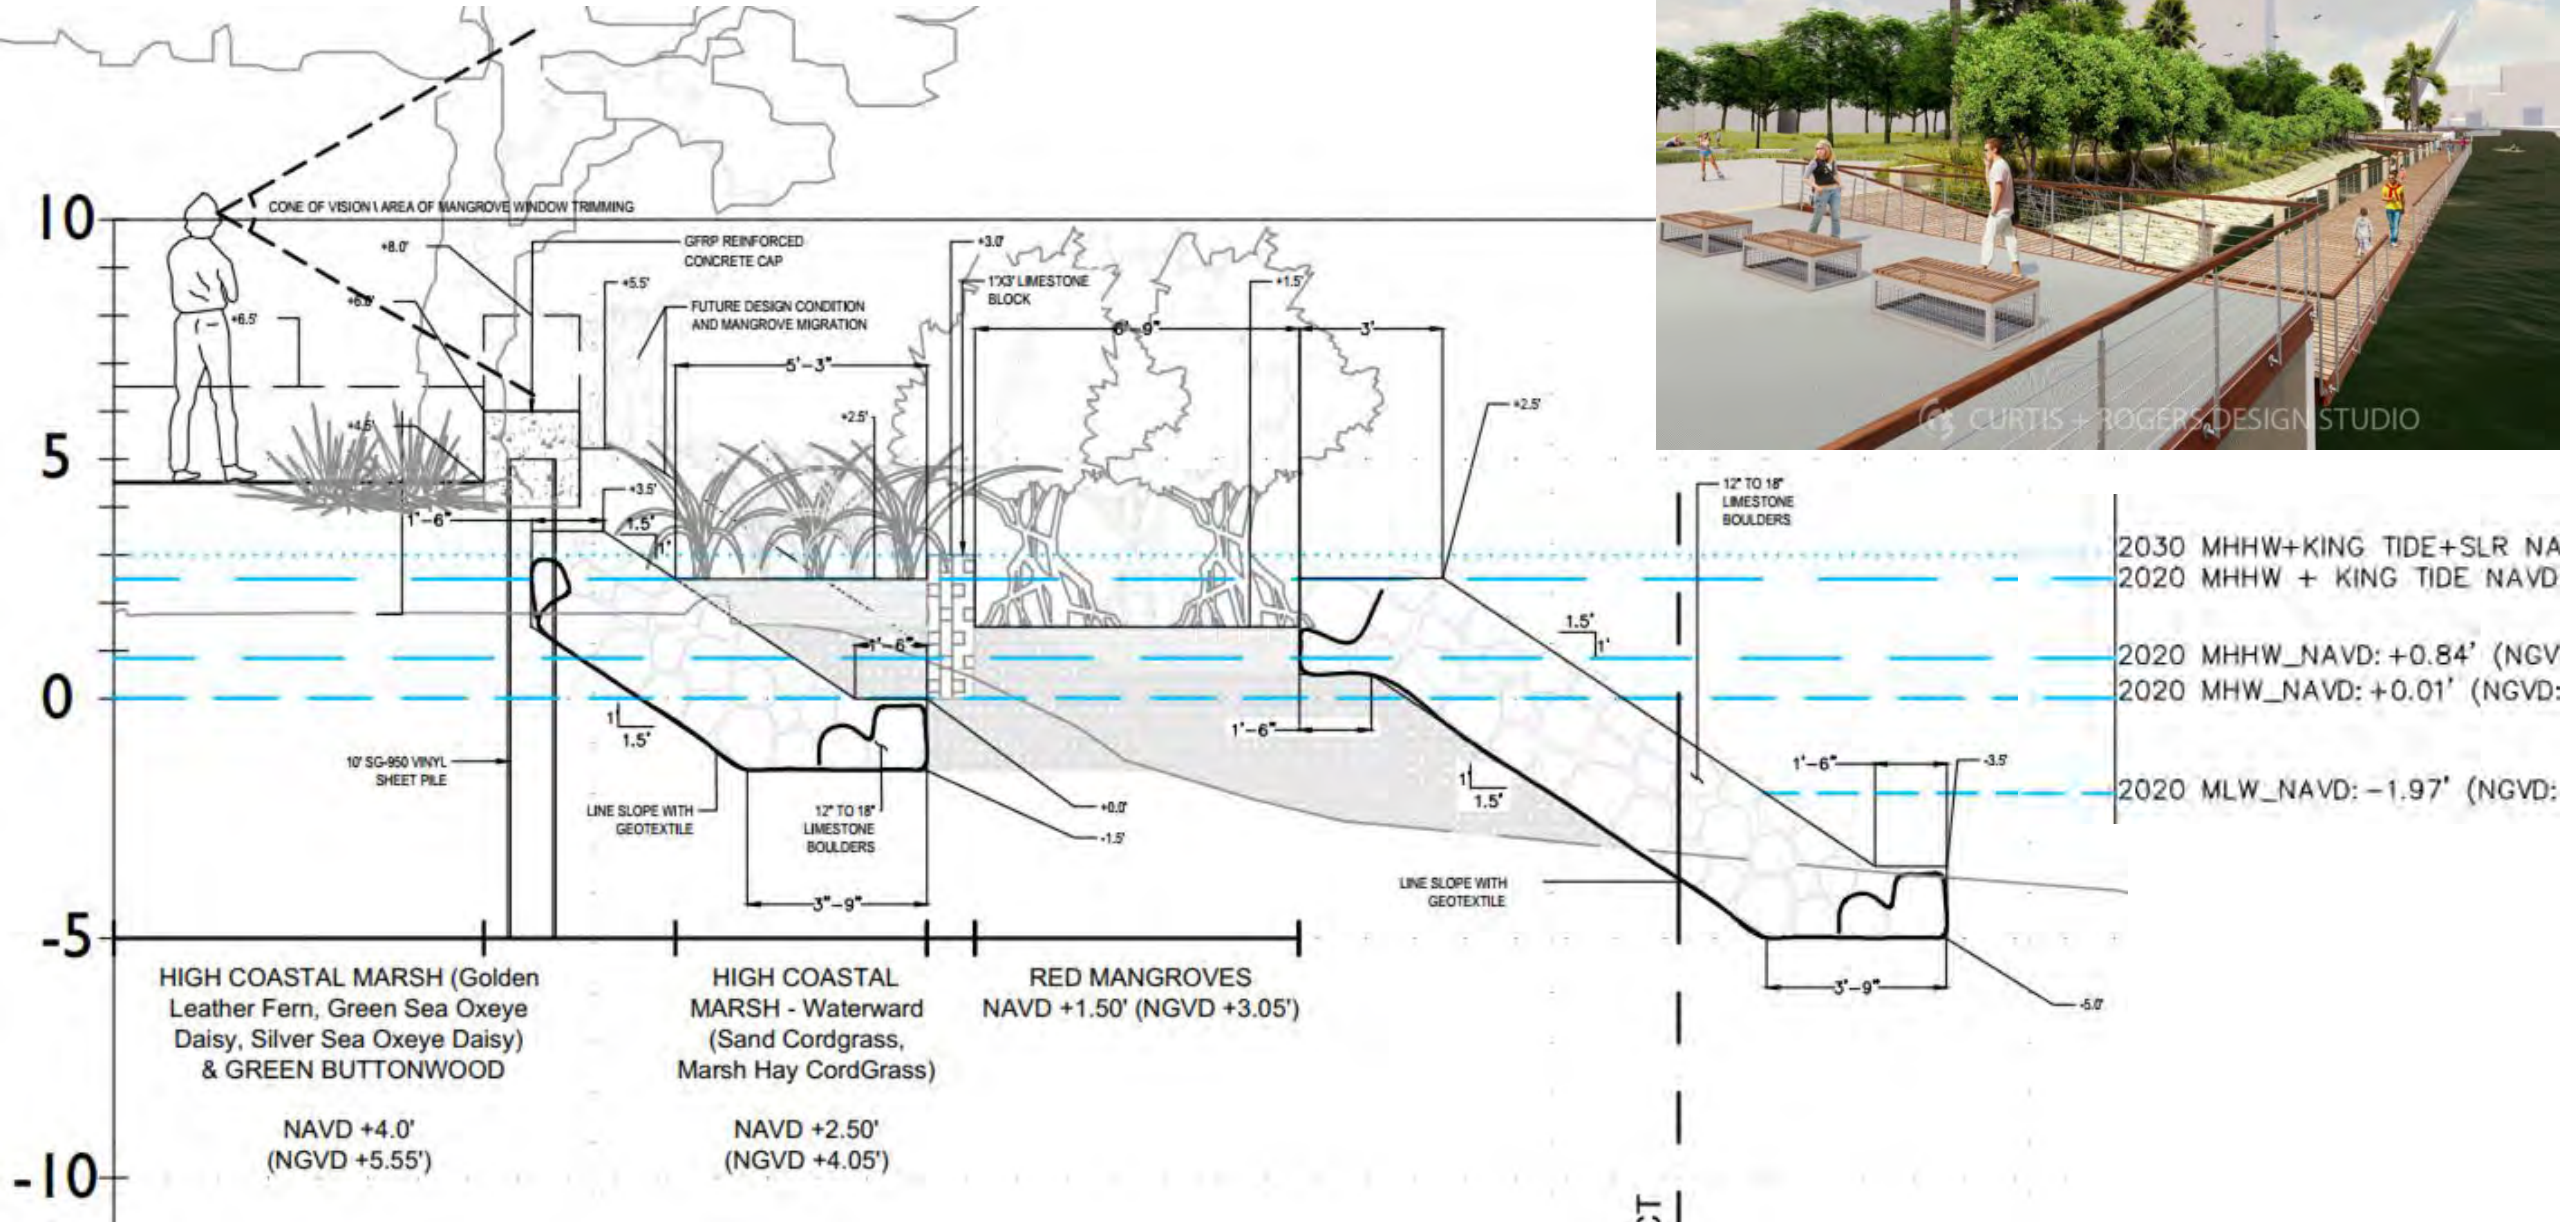 CURTIS + ROGERS DESIGN STUDIO
CONE OF VISION \ AREA OF MANGROVE WINDOW TRIMMING
10
+8.0'
GFRP REINFORCED
CONCRETE CAP
+3.0'
+5.5'
1"X3' LIMESTONE
BLOCK
+1.5'
+6.5'
FUTURE DESIGN CONDITION
AND MANGROVE MIGRATION
6'-9"
3'
5'-3"
+2.5'
+2.5'
+4.5'
5
+3.5'
12" TO 18"
LIMESTONE
BOULDERS
1'-6"
1.5'
1'
2030 MHHW+KING TIDE+SLR NA
2020 MHHW + KING TIDE NAVD
1.5'
1'
1'-6"
2020 MHHW_NAVD: +0.84' (NGV
0
2020 MHW_NAVD: +0.01' (NGVD:
1'
1.5'
1'-6"
10' SG-950 VINYL
SHEET PILE
1'-6"
-3.5'
1'
1.5'
2020 MLW_NAVD: -1.97' (NGVD:
LINE SLOPE WITH
GEOTEXTILE
12" TO 18"
LIMESTONE
BOULDERS
+0.0'
-1.5'
LINE SLOPE WITH
GEOTEXTILE
3"-9"
-5
3'-9"
-5.0'
HIGH COASTAL MARSH (Golden
Leather Fern, Green Sea Oxeye
Daisy, Silver Sea Oxeye Daisy)
& GREEN BUTTONWOOD
NAVD +4.0'
(NGVD +5.55')
HIGH COASTAL
MARSH - Waterward
(Sand Cordgrass,
Marsh Hay CordGrass)
NAVD +2.50'
(NGVD +4.05')
RED MANGROVES
NAVD +1.50' (NGVD +3.05')
-10